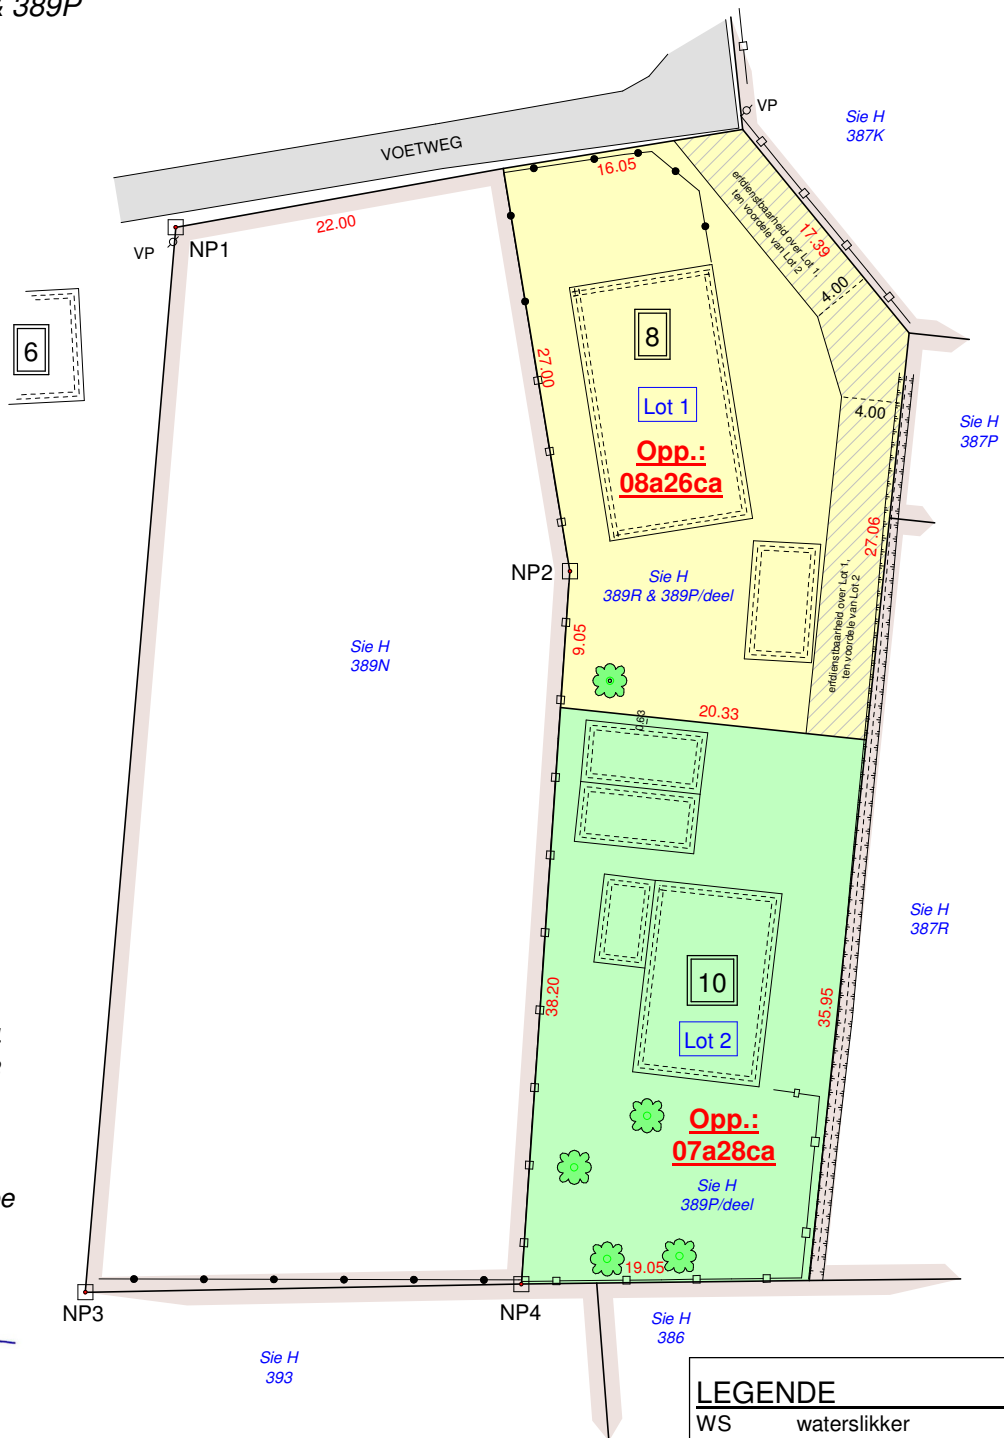 & 389P
VOETWEG
VP
Sie H
387K
16.05
22.00
VP
NP1
erfdienstbaarheid over Lot 1,
ten voordele van Lot 2
17.39
4.00
6
8
27.00
Lot 1
4.00
Sie H
387P
Opp.:
08a26ca
27.06
NP2
Sie H
389R & 389P/deel
erfdienstbaarheid over Lot 1,
ten voordele van Lot 2
9.05
Sie H
389N
0.63
20.33
Sie H
387R
10
38.20
35.95
Lot 2
Opp.:
07a28ca
Sie H
389P/deel
19.05
NP3
NP4
Sie H
386
Sie H
393
LEGENDE
WS waterslikker